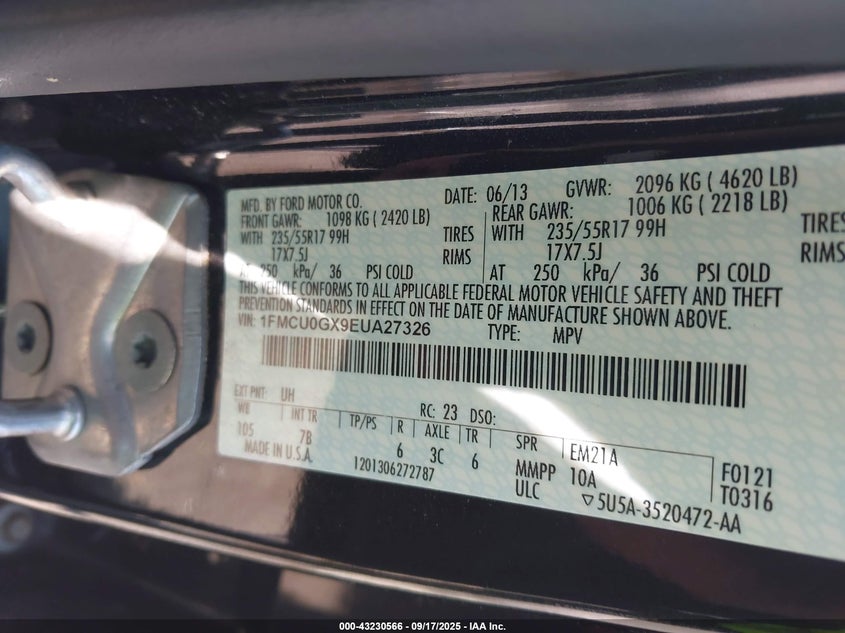 MFD. BY FORD MOTOR CO.
DATE: 06/13 GVWR: 2096 KG ( 4620 LB)
FRONT GAWR: 1098 KG ( 2420 LB)
REAR GAWR: 1006 KG ( 2218 LB)
WITH 235/55R17 99H TIRES WITH 235/55R17 99H TIRES
17X7.5J RIMS 17X7.5J RIMS
AT 250 kPa/ 36 PSI COLD AT 250 kPa/ 36 PSI COLD
THIS VEHICLE CONFORMS TO ALL APPLICABLE FEDERAL MOTOR VEHICLE SAFETY AND THEFT
PREVENTION STANDARDS IN EFFECT ON THE DATE OF MANUFACTURE SHOWN ABOVE.
VIN: 1FMCU0GX9EUA27326 TYPE: MPV
EXT PNT: UH RC: 23 DSO:
WB INT TR TP/PS R AXLE TR SPR EM21A F0121
105 7B 6 3C 6 MMPP 10A T0316
MADE IN U.S.A. 1201306272787 ULC ▽5U5A-3520472-AA
000-43230566 - 09/17/2025 - IAA Inc.